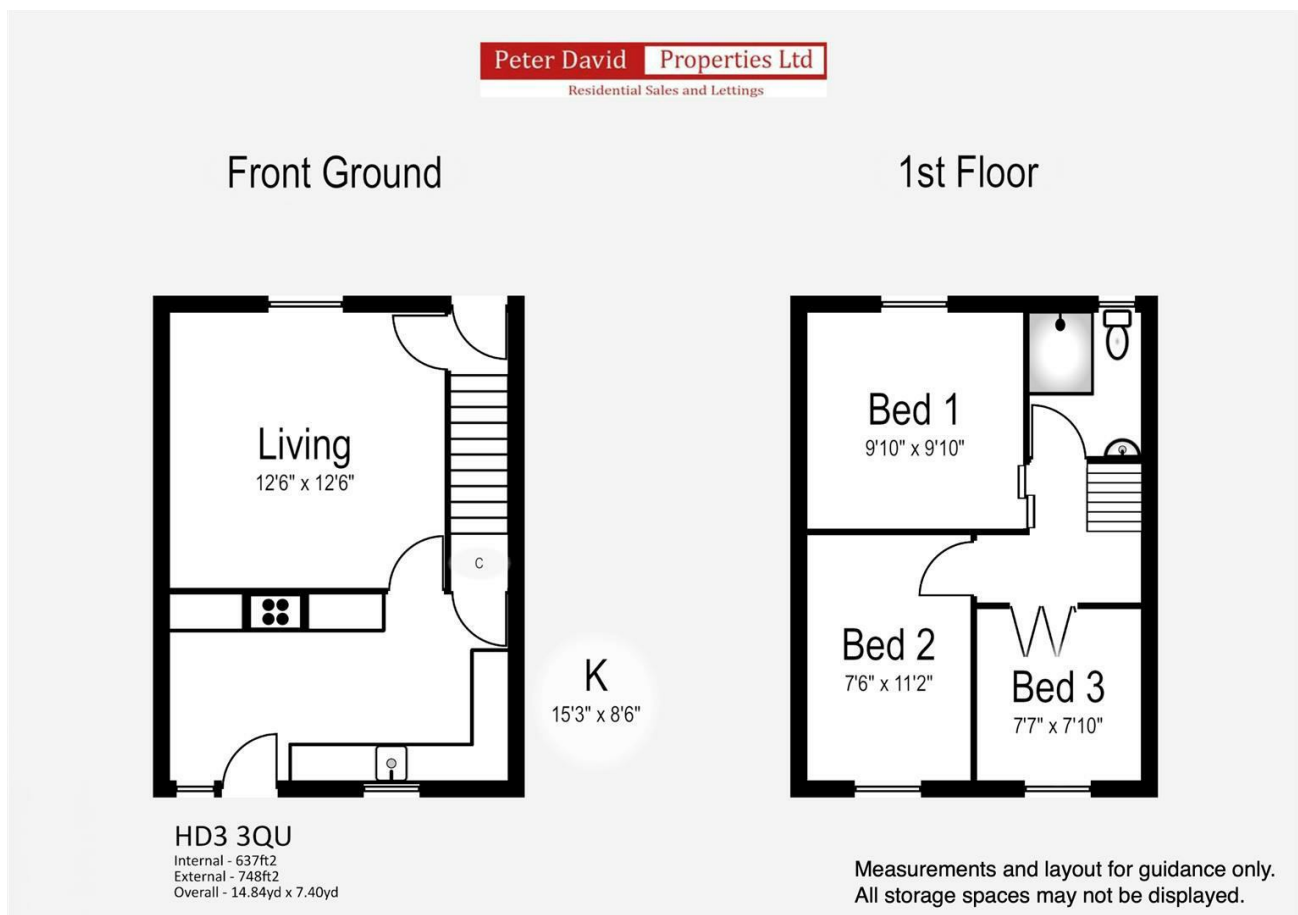 Peter David Properties Ltd
Residential Sales and Lettings
Front Ground
1st Floor
Living
12'6" x 12'6"
C
K
15'3" x 8'6"
Bed 1
9'10" x 9'10"
Bed 2
7'6" x 11'2"
Bed 3
7'7" x 7'10"
HD3 3QU
Internal - 637ft2
External - 748ft2
Overall - 14.84yd x 7.40yd
Measurements and layout for guidance only.
All storage spaces may not be displayed.